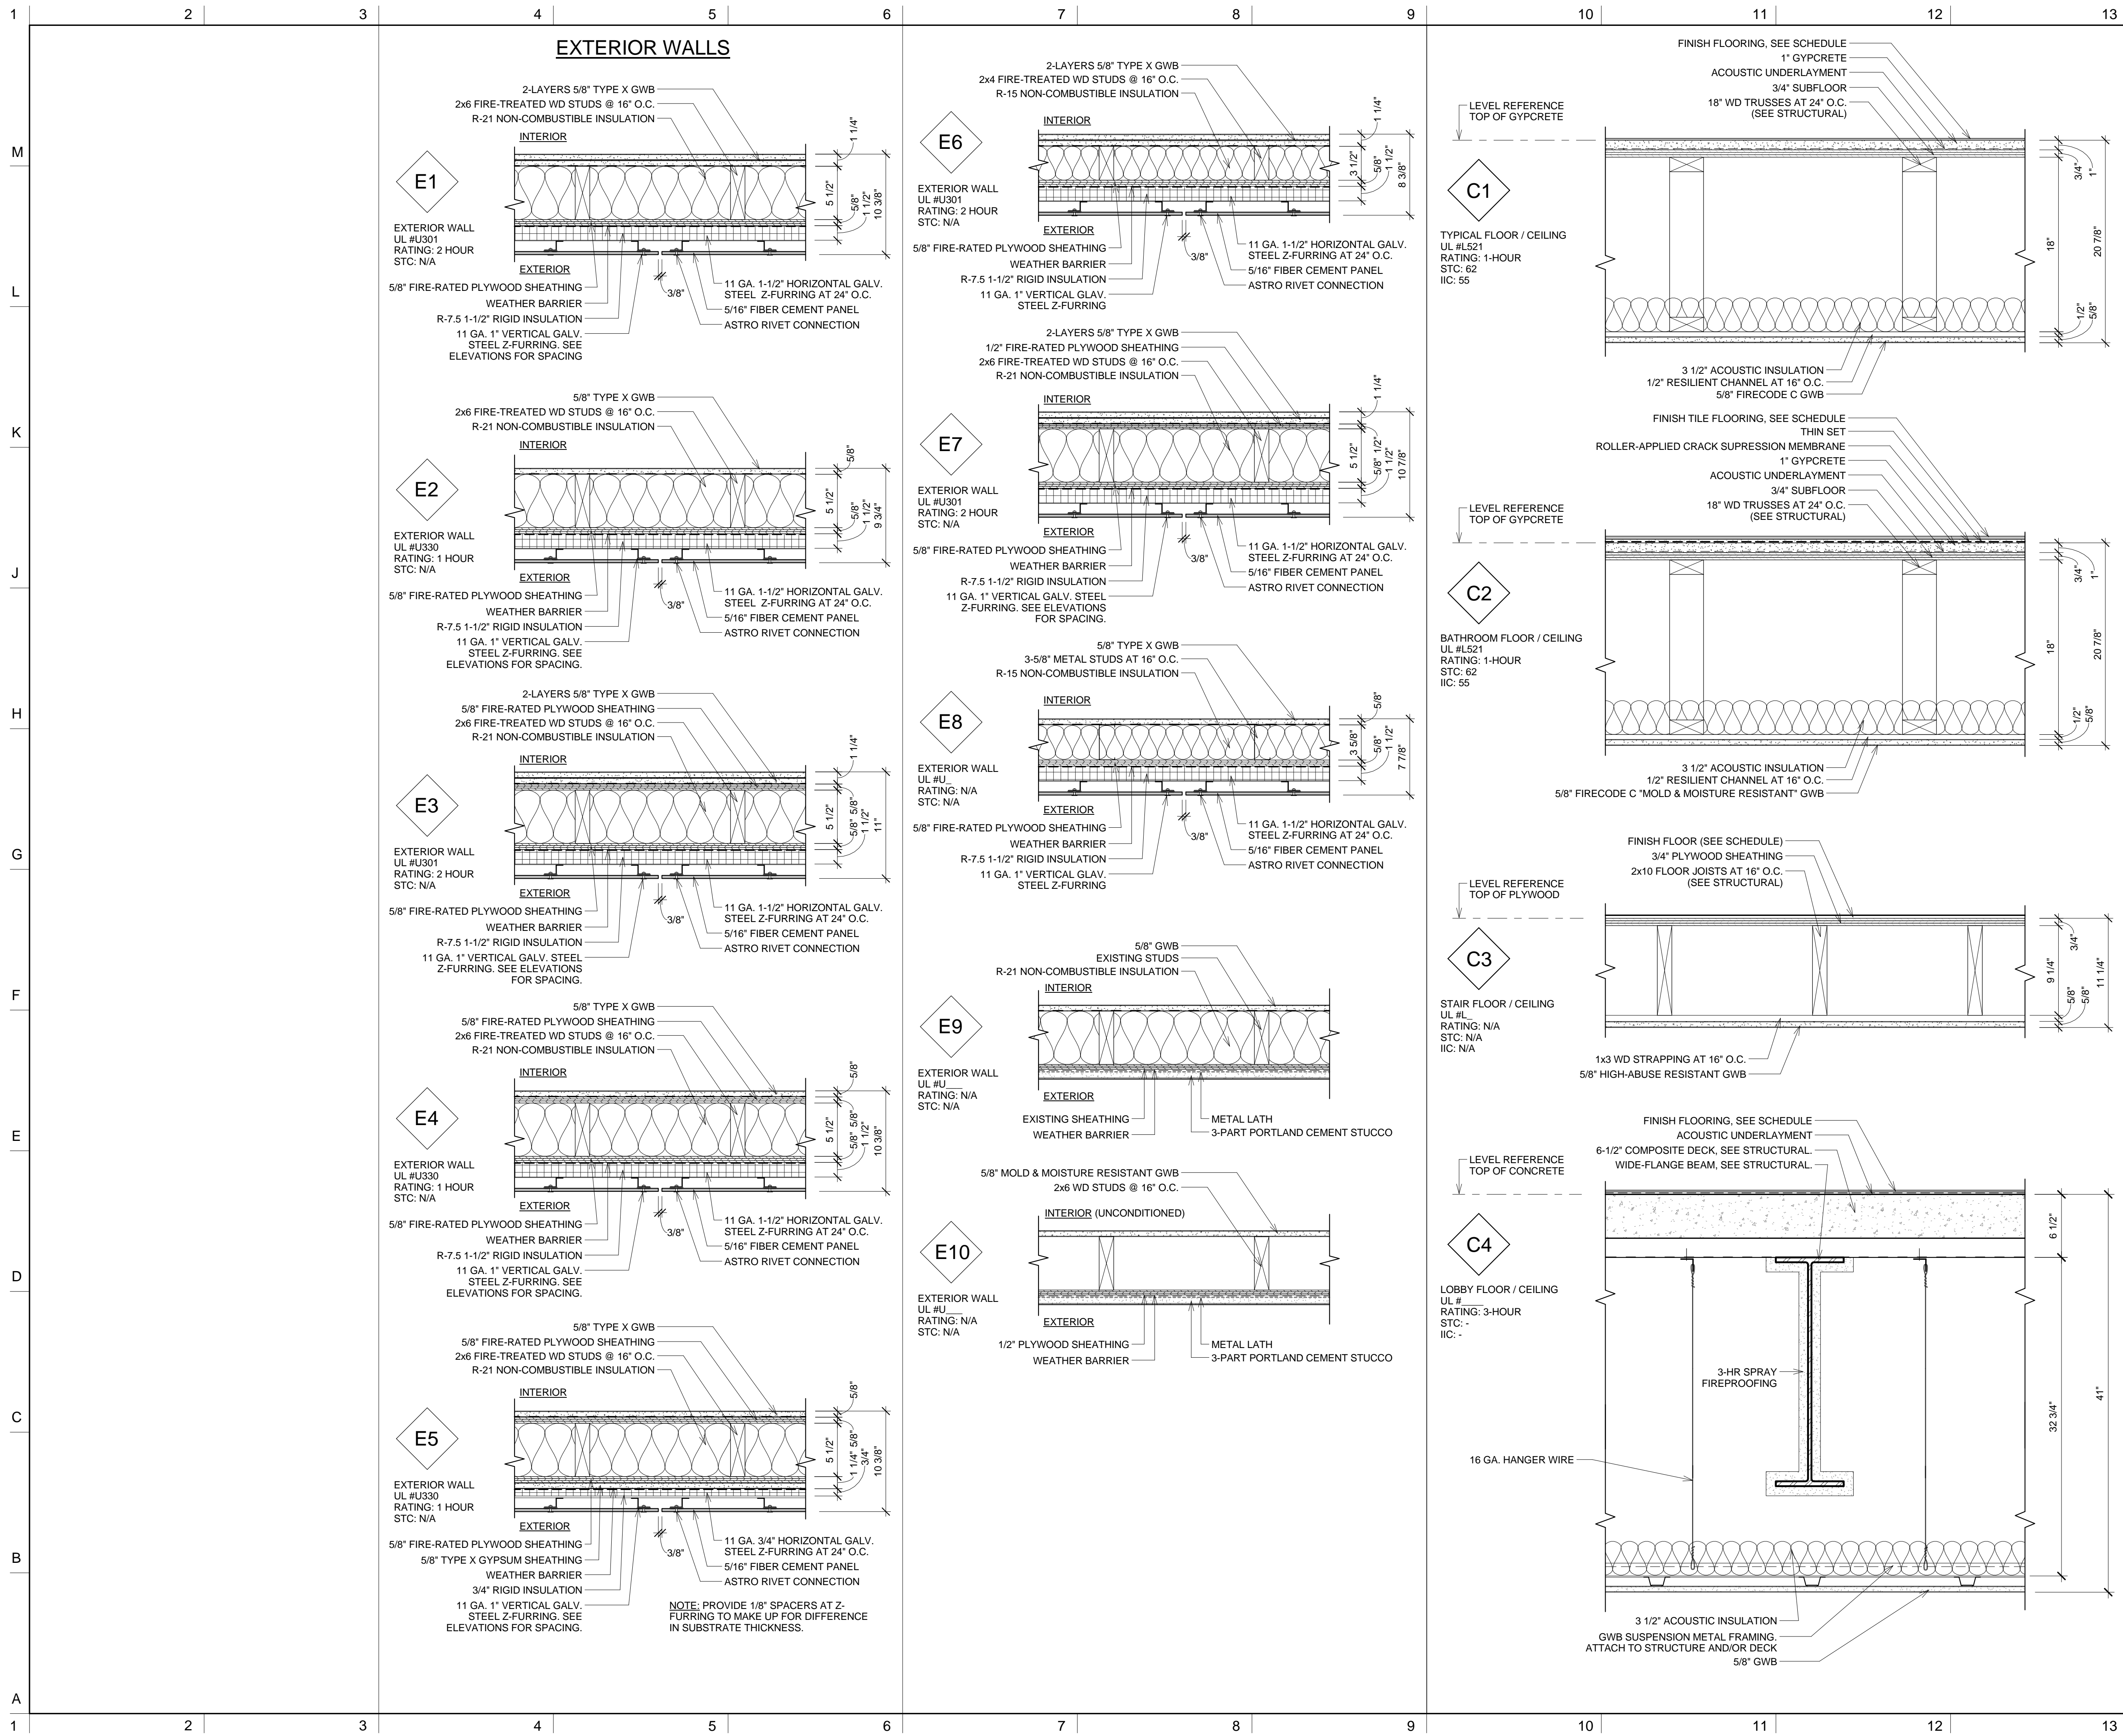 1 2 3 4 5 6 7 8 9 10 11 12 13
M
L
K
J
H
G
F
E
D
C
B
A
EXTERIOR WALLS
2-LAYERS 5/8" TYPE X GWB
2x6 FIRE-TREATED WD STUDS @ 16" O.C.
R-21 NON-COMBUSTIBLE INSULATION
INTERIOR
E1
EXTERIOR WALL
UL #U301
RATING: 2 HOUR
STC: N/A
1 1/4"
5 1/2"
5/8"
1 1/2"
10 3/8"
EXTERIOR
5/8" FIRE-RATED PLYWOOD SHEATHING
WEATHER BARRIER
R-7.5 1-1/2" RIGID INSULATION
11 GA. 1" VERTICAL GALV.
STEEL Z-FURRING. SEE
ELEVATIONS FOR SPACING
3/8"
11 GA. 1-1/2" HORIZONTAL GALV.
STEEL Z-FURRING AT 24" O.C.
5/16" FIBER CEMENT PANEL
ASTRO RIVET CONNECTION
5/8" TYPE X GWB
2x6 FIRE-TREATED WD STUDS @ 16" O.C.
R-21 NON-COMBUSTIBLE INSULATION
INTERIOR
E2
EXTERIOR WALL
UL #U330
RATING: 1 HOUR
STC: N/A
5/8"
5 1/2"
5/8"
1 1/2"
9 3/4"
EXTERIOR
5/8" FIRE-RATED PLYWOOD SHEATHING
WEATHER BARRIER
R-7.5 1-1/2" RIGID INSULATION
11 GA. 1" VERTICAL GALV.
STEEL Z-FURRING. SEE
ELEVATIONS FOR SPACING.
3/8"
11 GA. 1-1/2" HORIZONTAL GALV.
STEEL Z-FURRING AT 24" O.C.
5/16" FIBER CEMENT PANEL
ASTRO RIVET CONNECTION
2-LAYERS 5/8" TYPE X GWB
5/8" FIRE-RATED PLYWOOD SHEATHING
2x6 FIRE-TREATED WD STUDS @ 16" O.C.
R-21 NON-COMBUSTIBLE INSULATION
INTERIOR
E3
EXTERIOR WALL
UL #U301
RATING: 2 HOUR
STC: N/A
1 1/4"
5 1/2"
5/8" 5/8"
1 1/2"
11"
EXTERIOR
5/8" FIRE-RATED PLYWOOD SHEATHING
WEATHER BARRIER
R-7.5 1-1/2" RIGID INSULATION
11 GA. 1" VERTICAL GALV. STEEL
Z-FURRING. SEE ELEVATIONS
FOR SPACING.
3/8"
11 GA. 1-1/2" HORIZONTAL GALV.
STEEL Z-FURRING AT 24" O.C.
5/16" FIBER CEMENT PANEL
ASTRO RIVET CONNECTION
5/8" TYPE X GWB
5/8" FIRE-RATED PLYWOOD SHEATHING
2x6 FIRE-TREATED WD STUDS @ 16" O.C.
R-21 NON-COMBUSTIBLE INSULATION
INTERIOR
E4
EXTERIOR WALL
UL #U330
RATING: 1 HOUR
STC: N/A
5/8"
5 1/2"
5/8" 5/8"
1 1/2"
10 3/8"
EXTERIOR
5/8" FIRE-RATED PLYWOOD SHEATHING
WEATHER BARRIER
R-7.5 1-1/2" RIGID INSULATION
11 GA. 1" VERTICAL GALV.
STEEL Z-FURRING. SEE
ELEVATIONS FOR SPACING.
3/8"
11 GA. 1-1/2" HORIZONTAL GALV.
STEEL Z-FURRING AT 24" O.C.
5/16" FIBER CEMENT PANEL
ASTRO RIVET CONNECTION
5/8" TYPE X GWB
5/8" FIRE-RATED PLYWOOD SHEATHING
2x6 FIRE-TREATED WD STUDS @ 16" O.C.
R-21 NON-COMBUSTIBLE INSULATION
INTERIOR
E5
EXTERIOR WALL
UL #U330
RATING: 1 HOUR
STC: N/A
5/8"
5 1/2"
1 1/4" 5/8"
3/4"
10 3/8"
EXTERIOR
5/8" FIRE-RATED PLYWOOD SHEATHING
5/8" TYPE X GYPSUM SHEATHING
WEATHER BARRIER
3/4" RIGID INSULATION
11 GA. 1" VERTICAL GALV.
STEEL Z-FURRING. SEE
ELEVATIONS FOR SPACING.
3/8"
11 GA. 3/4" HORIZONTAL GALV.
STEEL Z-FURRING AT 24" O.C.
5/16" FIBER CEMENT PANEL
ASTRO RIVET CONNECTION
NOTE: PROVIDE 1/8" SPACERS AT Z-
FURRING TO MAKE UP FOR DIFFERENCE
IN SUBSTRATE THICKNESS.
2-LAYERS 5/8" TYPE X GWB
2x4 FIRE-TREATED WD STUDS @ 16" O.C.
R-15 NON-COMBUSTIBLE INSULATION
INTERIOR
E6
EXTERIOR WALL
UL #U301
RATING: 2 HOUR
STC: N/A
1 1/4"
3 1/2"
5/8"
1 1/2"
8 3/8"
EXTERIOR
5/8" FIRE-RATED PLYWOOD SHEATHING
WEATHER BARRIER
R-7.5 1-1/2" RIGID INSULATION
11 GA. 1" VERTICAL GLAV.
STEEL Z-FURRING
3/8"
11 GA. 1-1/2" HORIZONTAL GALV.
STEEL Z-FURRING AT 24" O.C.
5/16" FIBER CEMENT PANEL
ASTRO RIVET CONNECTION
2-LAYERS 5/8" TYPE X GWB
1/2" FIRE-RATED PLYWOOD SHEATHING
2x6 FIRE-TREATED WD STUDS @ 16" O.C.
R-21 NON-COMBUSTIBLE INSULATION
INTERIOR
E7
EXTERIOR WALL
UL #U301
RATING: 2 HOUR
STC: N/A
1 1/4"
5 1/2"
5/8" 1/2"
1 1/2"
10 7/8"
EXTERIOR
5/8" FIRE-RATED PLYWOOD SHEATHING
WEATHER BARRIER
R-7.5 1-1/2" RIGID INSULATION
11 GA. 1" VERTICAL GALV. STEEL
Z-FURRING. SEE ELEVATIONS
FOR SPACING.
3/8"
11 GA. 1-1/2" HORIZONTAL GALV.
STEEL Z-FURRING AT 24" O.C.
5/16" FIBER CEMENT PANEL
ASTRO RIVET CONNECTION
5/8" TYPE X GWB
3-5/8" METAL STUDS AT 16" O.C.
R-15 NON-COMBUSTIBLE INSULATION
INTERIOR
E8
EXTERIOR WALL
UL #U_
RATING: N/A
STC: N/A
5/8"
3 5/8"
5/8"
1 1/2"
7 7/8"
EXTERIOR
5/8" FIRE-RATED PLYWOOD SHEATHING
WEATHER BARRIER
R-7.5 1-1/2" RIGID INSULATION
11 GA. 1" VERTICAL GLAV.
STEEL Z-FURRING
3/8"
11 GA. 1-1/2" HORIZONTAL GALV.
STEEL Z-FURRING AT 24" O.C.
5/16" FIBER CEMENT PANEL
ASTRO RIVET CONNECTION
5/8" GWB
EXISTING STUDS
R-21 NON-COMBUSTIBLE INSULATION
INTERIOR
E9
EXTERIOR WALL
UL #U___
RATING: N/A
STC: N/A
EXTERIOR
EXISTING SHEATHING
WEATHER BARRIER
METAL LATH
3-PART PORTLAND CEMENT STUCCO
5/8" MOLD & MOISTURE RESISTANT GWB
2x6 WD STUDS @ 16" O.C.
INTERIOR (UNCONDITIONED)
E10
EXTERIOR WALL
UL #U___
RATING: N/A
STC: N/A
EXTERIOR
1/2" PLYWOOD SHEATHING
WEATHER BARRIER
METAL LATH
3-PART PORTLAND CEMENT STUCCO
FINISH FLOORING, SEE SCHEDULE
1" GYPCRETE
ACOUSTIC UNDERLAYMENT
3/4" SUBFLOOR
18" WD TRUSSES AT 24" O.C.
(SEE STRUCTURAL)
LEVEL REFERENCE
TOP OF GYPCRETE
C1
TYPICAL FLOOR / CEILING
UL #L521
RATING: 1-HOUR
STC: 62
IIC: 55
3/4"
1"
18"
20 7/8"
1/2"
5/8"
3 1/2" ACOUSTIC INSULATION
1/2" RESILIENT CHANNEL AT 16" O.C.
5/8" FIRECODE C GWB
FINISH TILE FLOORING, SEE SCHEDULE
THIN SET
ROLLER-APPLIED CRACK SUPRESSION MEMBRANE
1" GYPCRETE
ACOUSTIC UNDERLAYMENT
3/4" SUBFLOOR
18" WD TRUSSES AT 24" O.C.
(SEE STRUCTURAL)
LEVEL REFERENCE
TOP OF GYPCRETE
C2
BATHROOM FLOOR / CEILING
UL #L521
RATING: 1-HOUR
STC: 62
IIC: 55
3/4"
1"
18"
20 7/8"
1/2"
5/8"
3 1/2" ACOUSTIC INSULATION
1/2" RESILIENT CHANNEL AT 16" O.C.
5/8" FIRECODE C "MOLD & MOISTURE RESISTANT" GWB
FINISH FLOOR (SEE SCHEDULE)
3/4" PLYWOOD SHEATHING
2x10 FLOOR JOISTS AT 16" O.C.
(SEE STRUCTURAL)
LEVEL REFERENCE
TOP OF PLYWOOD
C3
STAIR FLOOR / CEILING
UL #L_
RATING: N/A
STC: N/A
IIC: N/A
3/4"
9 1/4"
11 1/4"
5/8"
5/8"
1x3 WD STRAPPING AT 16" O.C.
5/8" HIGH-ABUSE RESISTANT GWB
FINISH FLOORING, SEE SCHEDULE
ACOUSTIC UNDERLAYMENT
6-1/2" COMPOSITE DECK, SEE STRUCTURAL.
WIDE-FLANGE BEAM, SEE STRUCTURAL.
LEVEL REFERENCE
TOP OF CONCRETE
C4
LOBBY FLOOR / CEILING
UL #____
RATING: 3-HOUR
STC: -
IIC: -
6 1/2"
32 3/4"
41"
3-HR SPRAY
FIREPROOFING
16 GA. HANGER WIRE
3 1/2" ACOUSTIC INSULATION
GWB SUSPENSION METAL FRAMING.
ATTACH TO STRUCTURE AND/OR DECK
5/8" GWB
1 2 3 4 5 6 7 8 9 10 11 12 13